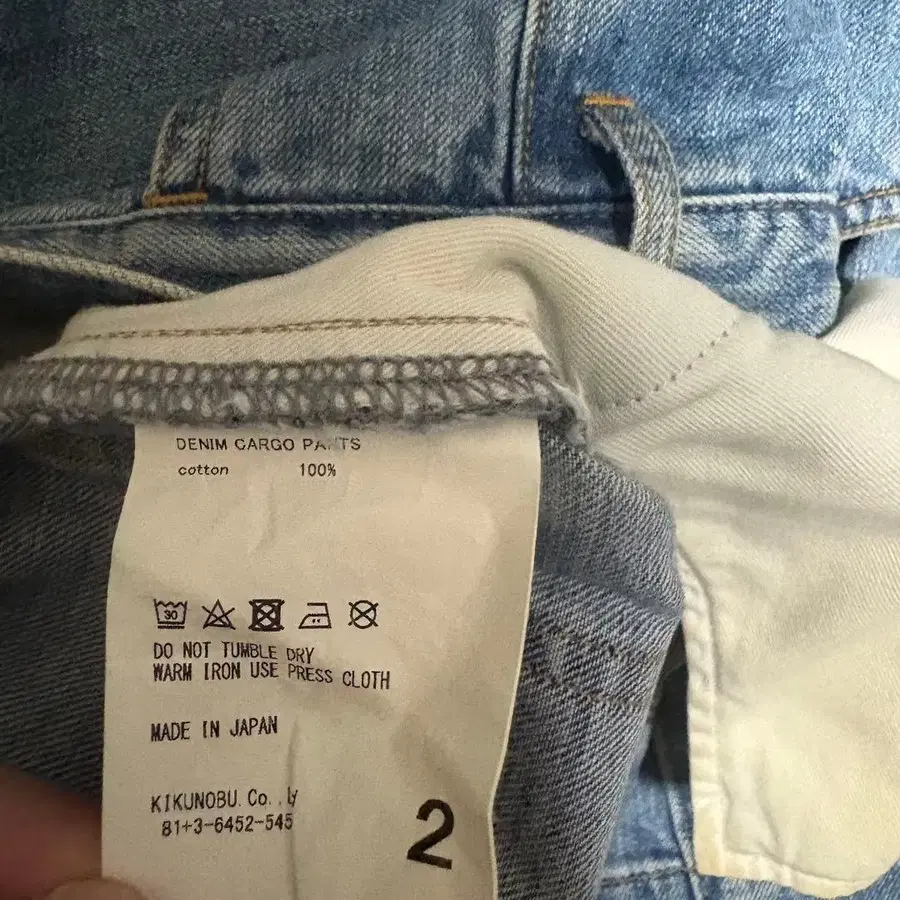 DENIM CARGO PANTS
cotton 100%
30
DO NOT TUMBLE DRY
WARM IRON USE PRESS CLOTH
MADE IN JAPAN
KIKUNOBU. Co.
81+3-6452-545
2